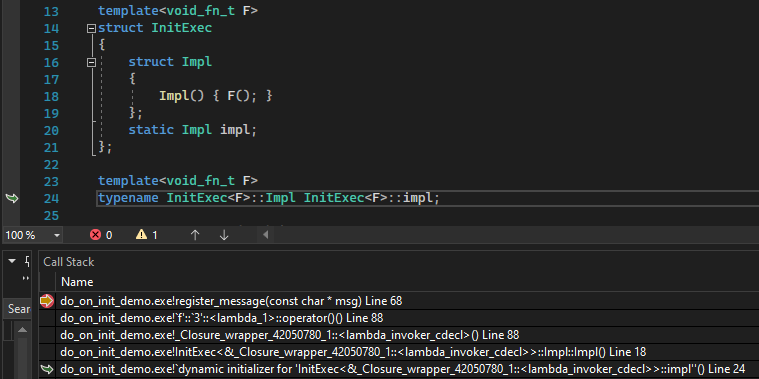 13 template<void_fn_t F>
14 struct InitExec
15 {
16 struct Impl
17 {
18 Impl() { F(); }
19 };
20 static Impl impl;
21 };
22
23 template<void_fn_t F>
24 typename InitExec<F>::Impl InitExec<F>::impl;
25
100 % 0 1
Call Stack
Name
Sear
do_on_init_demo.exe!register_message(const char * msg) Line 68
do_on_init_demo.exe!`f'::`3'::<lambda_1>::operator()() Line 88
do_on_init_demo.exe!_Closure_wrapper_42050780_1::<lambda_invoker_cdecl>() Line 88
do_on_init_demo.exe!InitExec<&_Closure_wrapper_42050780_1::<lambda_invoker_cdecl>>::Impl::Impl() Line 18
do_on_init_demo.exe!`dynamic initializer for 'InitExec<&_Closure_wrapper_42050780_1::<lambda_invoker_cdecl>>::impl''() Line 24